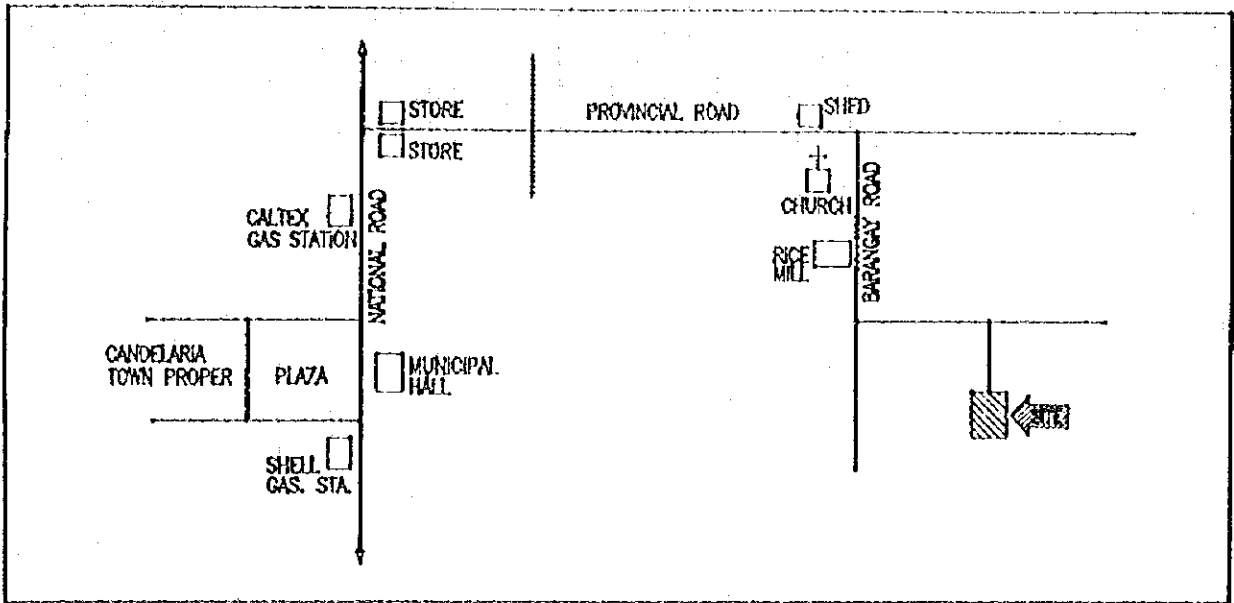 STORE
PROVINCIAL ROAD
SHED
STORE
CHURCH
CALTEX
GAS STATION
NATIONAL ROAD
BARANGAY ROAD
RICE
MILL
CANDELARIA
TOWN PROPER
PLAZA
MUNICIPAL
HALL
SITE
SHELL
GAS. STA.